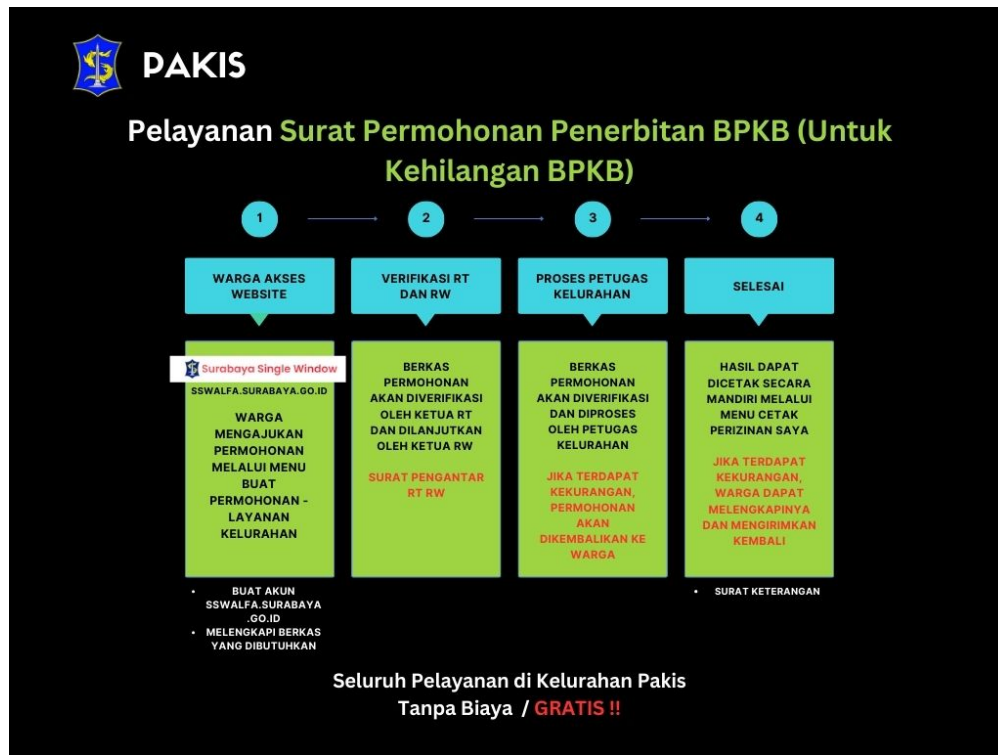 PAKIS
Pelayanan Surat Permohonan Penerbitan BPKB (Untuk
Kehilangan BPKB)
1
2
3
4
WARGA AKSES
WEBSITE
VERIFIKASI RT
DAN RW
PROSES PETUGAS
KELURAHAN
SELESAI
Surabaya Single Window
SSWALFA.SURABAYA.GO.ID
WARGA
MENGAJUKAN
PERMOHONAN
MELALUI MENU
BUAT
PERMOHONAN -
LAYANAN
KELURAHAN
BERKAS
PERMOHONAN
AKAN DIVERIFIKASI
OLEH KETUA RT
DAN DILANJUTKAN
OLEH KETUA RW
SURAT PENGANTAR
RT RW
BERKAS
PERMOHONAN
AKAN DIVERIFIKASI
DAN DIPROSES
OLEH PETUGAS
KELURAHAN
JIKA TERDAPAT
KEKURANGAN,
PERMOHONAN
AKAN
DIKEMBALIKAN KE
WARGA
HASIL DAPAT
DICETAK SECARA
MANDIRI MELALUI
MENU CETAK
PERIZINAN SAYA
JIKA TERDAPAT
KEKURANGAN,
WARGA DAPAT
MELENGKAPINYA
DAN MENGIRIMKAN
KEMBALI
• BUAT AKUN
SSWALFA.SURABAYA
.GO.ID
• MELENGKAPI BERKAS
YANG DIBUTUHKAN
• SURAT KETERANGAN
Seluruh Pelayanan di Kelurahan Pakis
Tanpa Biaya / GRATIS !!